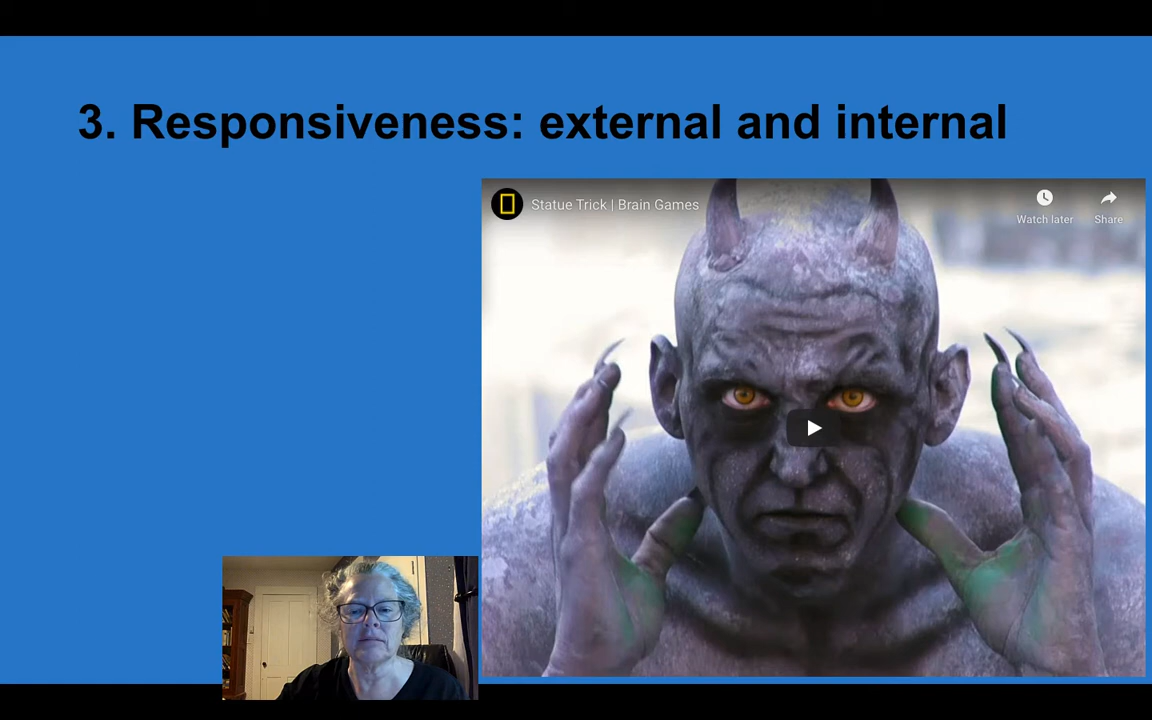 3. Responsiveness: external and internal
Statue Trick | Brain Games
Watch later
Share